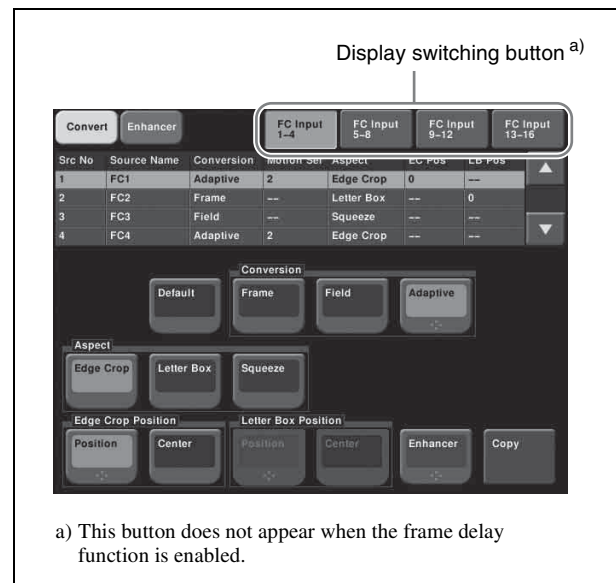 Display switching button a)
Convert Enhancer FC Input 1–4 FC Input 5–8 FC Input 9–12 FC Input 13–16
Src No Source Name Conversion Motion Sel Aspect EC Pos LB Pos
1 FC1 Adaptive 2 Edge Crop 0 --
2 FC2 Frame -- Letter Box -- 0
3 FC3 Field -- Squeeze -- --
4 FC4 Adaptive 2 Edge Crop -- --
Conversion
Default Frame Field Adaptive
Aspect
Edge Crop Letter Box Squeeze
Edge Crop Position Letter Box Position
Position Center Position Center Enhancer Copy
a) This button does not appear when the frame delay
function is enabled.